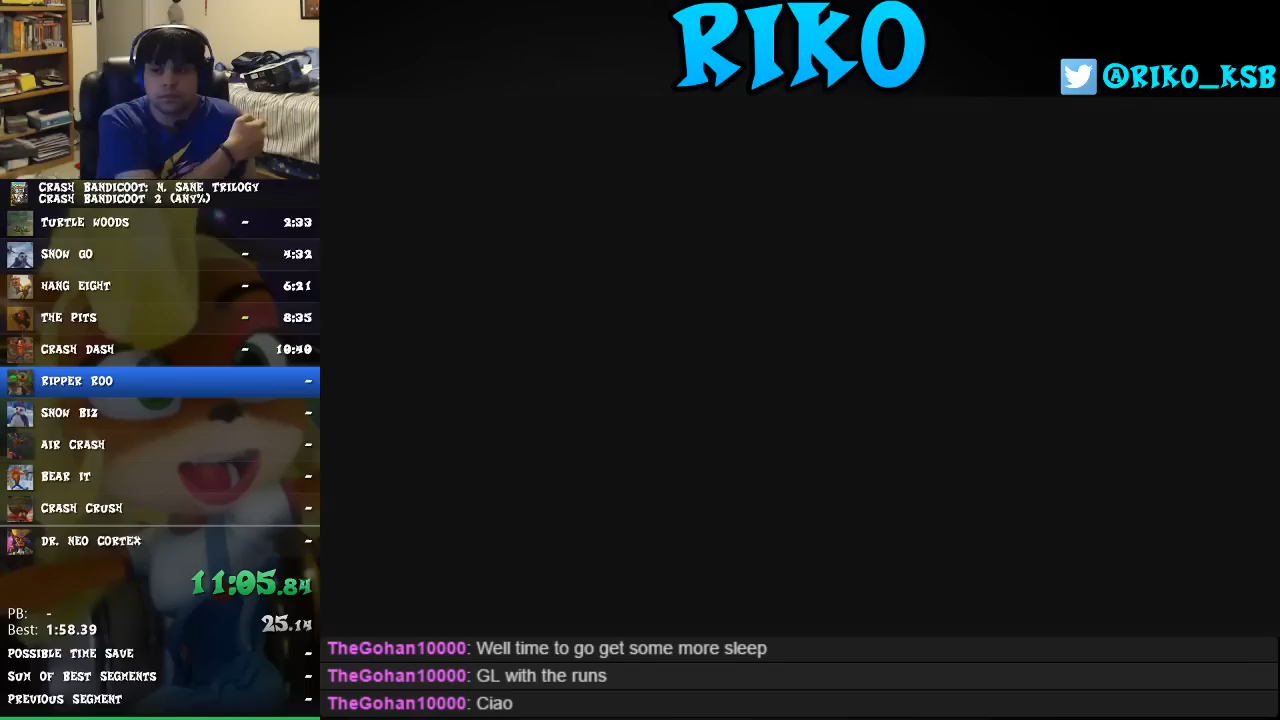 RIKO
@RIKO_KSB
CRASH BANDICOOT: N. SANE TRILOGY
CRASH BANDICOOT 2 (ANY%)
TURTLE WOODS - 2:33
SNOW GO - 4:32
HANG EIGHT - 6:21
THE PITS - 8:35
CRASH DASH - 10:40
RIPPER ROO -
SNOW BIZ -
AIR CRASH -
BEAR IT -
CRASH CRUSH -
DR. NEO CORTEX -
11:05.84
PB: -
Best: 1:58.39 25.14
POSSIBLE TIME SAVE -
SUM OF BEST SEGMENTS -
PREVIOUS SEGMENT -
TheGohan10000: Well time to go get some more sleep
TheGohan10000: GL with the runs
TheGohan10000: Ciao